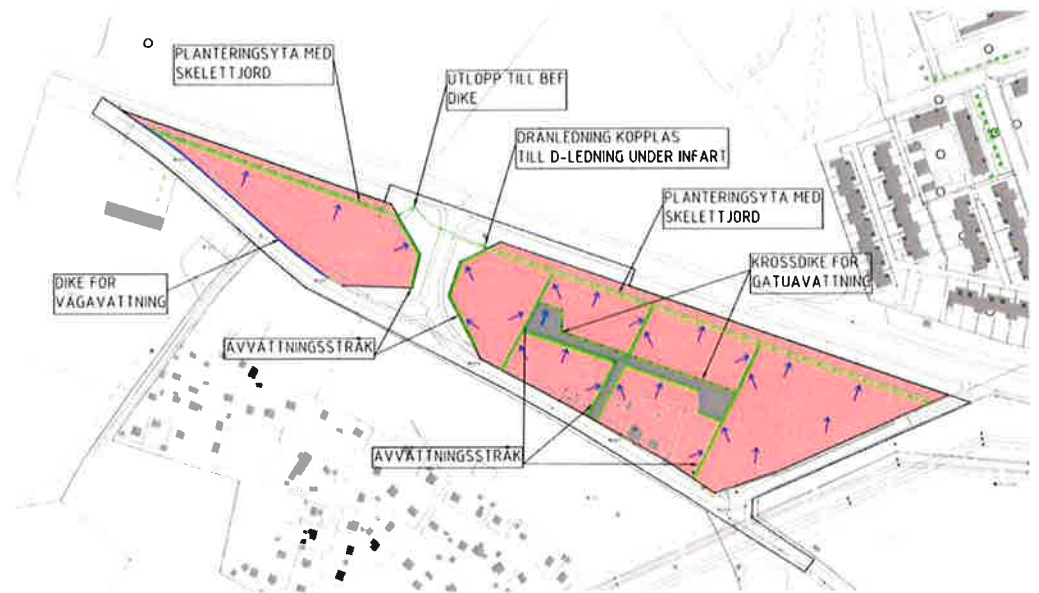 PLANTERINGSYTA MED
SKELETTJORD
UTLOPP TILL BEF
DIKE
DRÄNLEDNING KOPPLAS
TILL D-LEDNING UNDER INFART
PLANTERINGSYTA MED
SKELETTJORD
KROSSDIKE FÖR
GATUAVATTNING
DIKE FÖR
VÄGAVATTNING
AVVATTNINGSSTRÅK
AVVATTNINGSSTRÅK